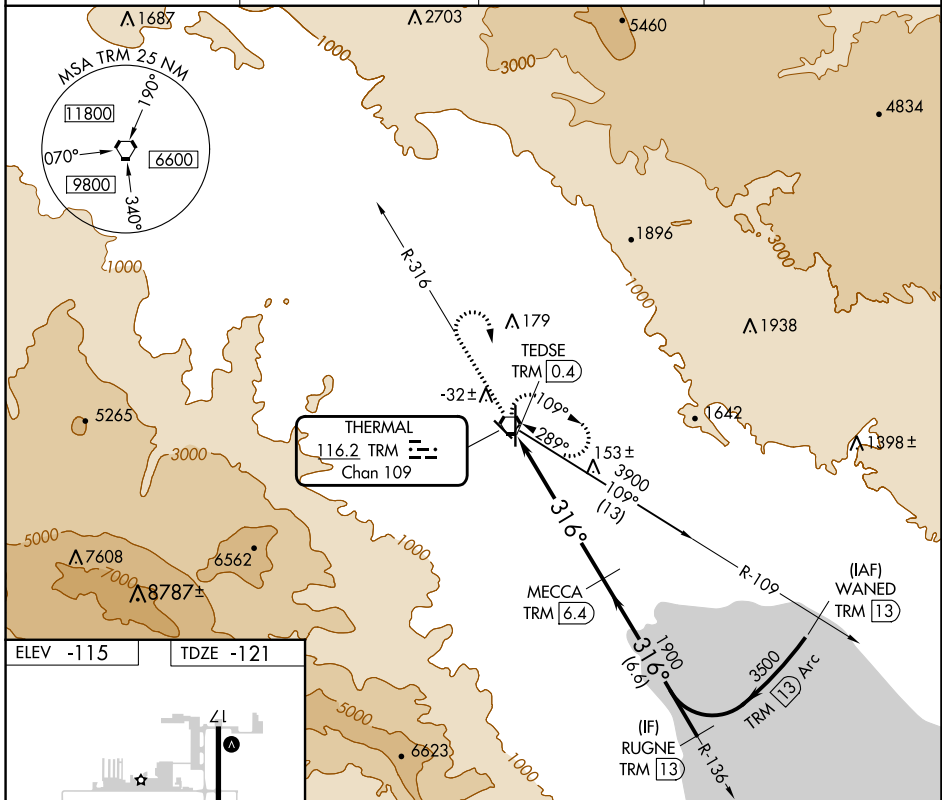 1687
2703
5460
1000
3000
MSA TRM 25 NM
190°
11800
070°
6600
9800
340°
4834
1896
3000
1000
1000
R-316
179
1938
TEDSE
TRM 0.4
-32±
109°
5265
THERMAL
116.2 TRM
Chan 109
289°
1642
153±
1398±
3900
109°
(13)
3000
316°
5000
7608
6562
1000
7000
8787±
R-109
(IAF)
WANED
TRM 13
MECCA
TRM 6.4
1900
316°
(6.6)
3500
TRM 13 Arc
ELEV -115
TDZE -121
5000
(IF)
RUGNE
TRM 13
R-136
17
V
6623
1000